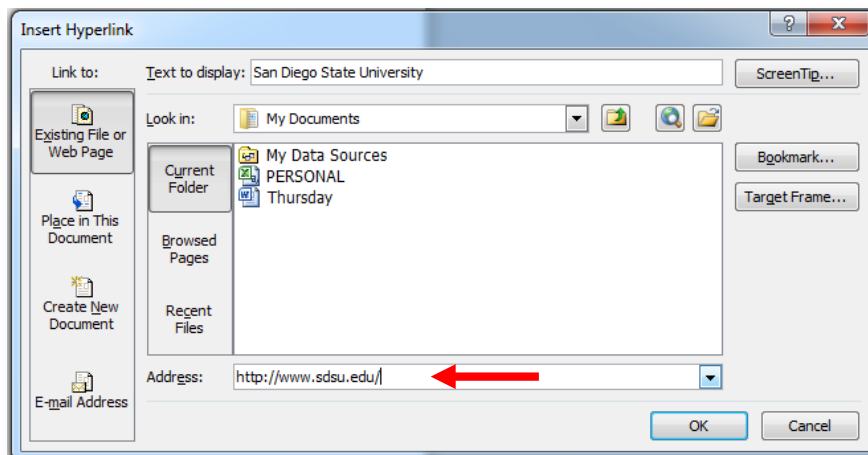 Insert Hyperlink
Link to:
Text to display: San Diego State University
ScreenTip...
Existing File or
Web Page
Look in: My Documents
Current
Folder
My Data Sources
PERSONAL
Thursday
Bookmark...
Target Frame...
Place in This
Document
Browsed
Pages
Create New
Document
Recent
Files
E-mail Address
Address: http://www.sdsu.edu/
OK
Cancel